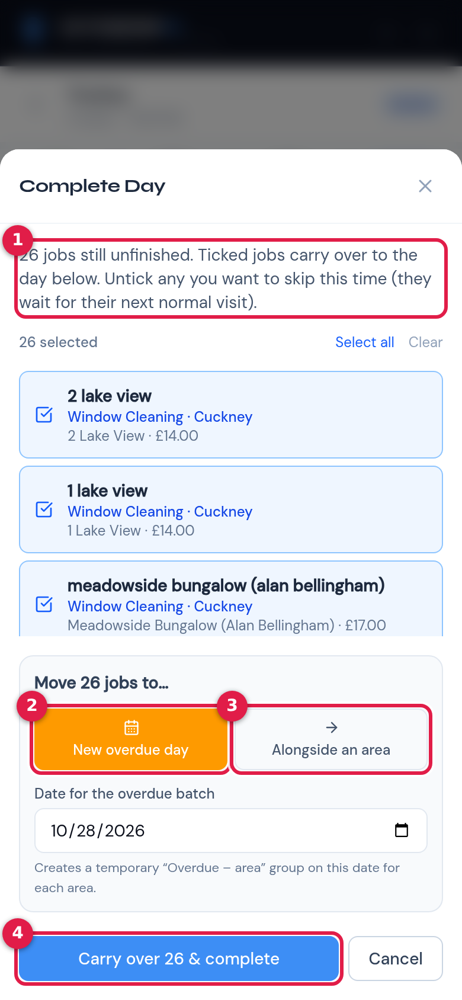 Complete Day
1
26 jobs still unfinished. Ticked jobs carry over to the
day below. Untick any you want to skip this time (they
wait for their next normal visit).
26 selected
Select all
Clear
2 lake view
Window Cleaning · Cuckney
2 Lake View · £14.00
1 lake view
Window Cleaning · Cuckney
1 Lake View · £14.00
meadowside bungalow (alan bellingham)
Window Cleaning · Cuckney
Meadowside Bungalow (Alan Bellingham) · £17.00
Move 26 jobs to...
2
New overdue day
3
Alongside an area
Date for the overdue batch
10/28/2026
Creates a temporary “Overdue – area” group on this date for
each area.
4
Carry over 26 & complete
Cancel